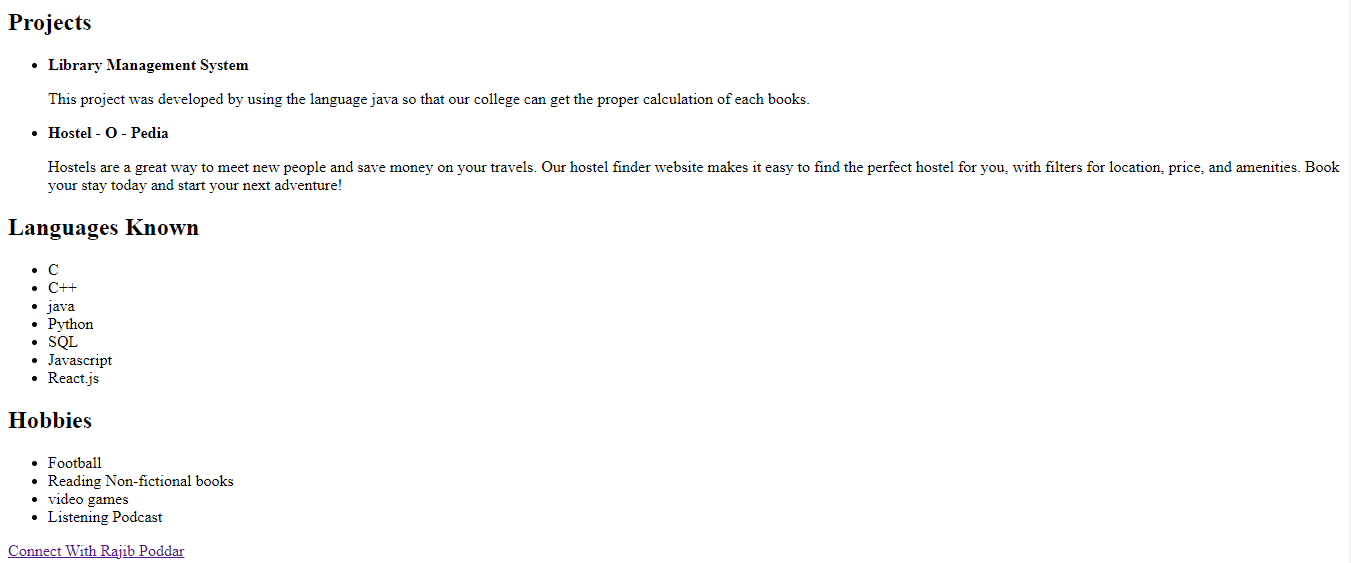 Projects
Library Management System
This project was developed by using the language java so that our college can get the proper calculation of each books.
Hostel - O - Pedia
Hostels are a great way to meet new people and save money on your travels. Our hostel finder website makes it easy to find the perfect hostel for you, with filters for location, price, and amenities. Book
your stay today and start your next adventure!
Languages Known
C
C++
java
Python
SQL
Javascript
React.js
Hobbies
Football
Reading Non-fictional books
video games
Listening Podcast
Connect With Rajib Poddar